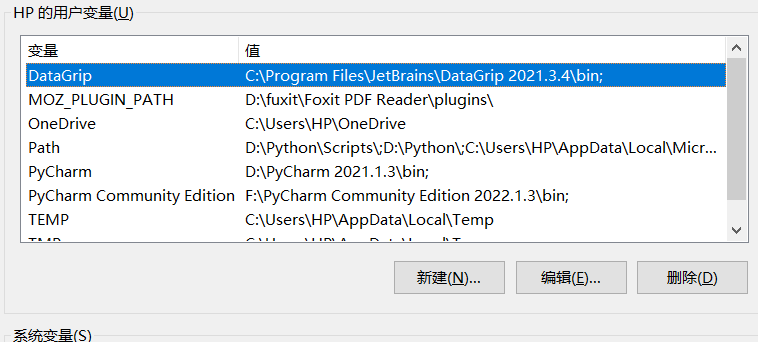 HP 的用户变量(U)
变量 值
DataGrip C:\Program Files\JetBrains\DataGrip 2021.3.4\bin;
MOZ_PLUGIN_PATH D:\fuxit\Foxit PDF Reader\plugins\
OneDrive C:\Users\HP\OneDrive
Path D:\Python\Scripts\;D:\Python\;C:\Users\HP\AppData\Local\Micr...
PyCharm D:\PyCharm 2021.1.3\bin;
PyCharm Community Edition F:\PyCharm Community Edition 2022.1.3\bin;
TEMP C:\Users\HP\AppData\Local\Temp
新建(N)... 编辑(E)... 删除(D)
系统变量(S)